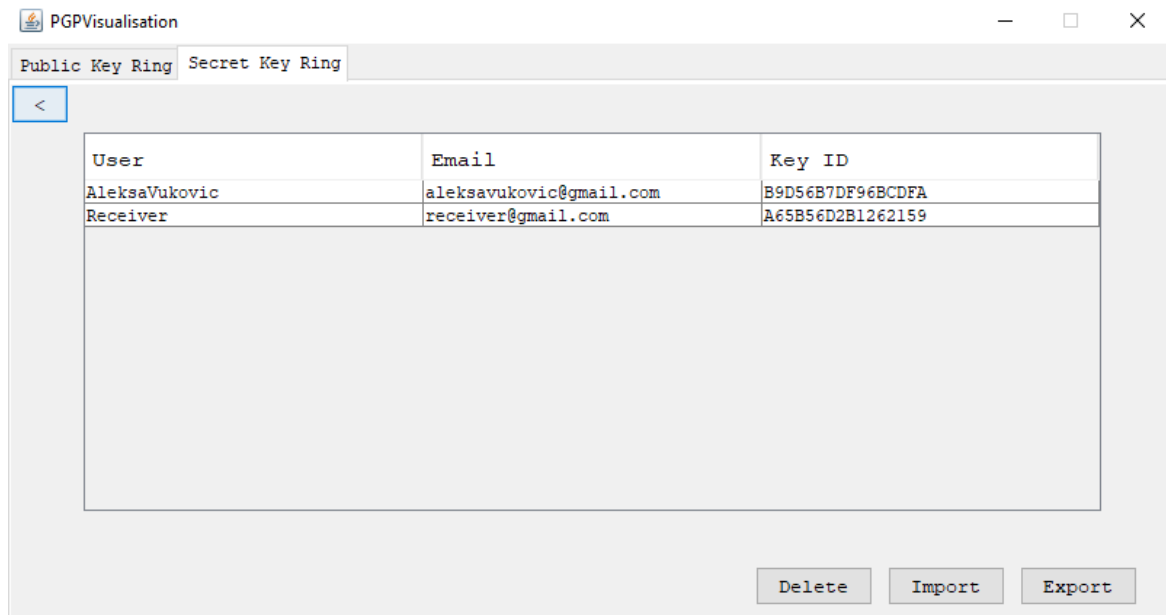 PGPVisualisation
Public Key Ring Secret Key Ring
<
User Email Key ID
AleksaVukovic aleksavukovic@gmail.com B9D56B7DF96BCDFA
Receiver receiver@gmail.com A65B56D2B1262159
Delete Import Export